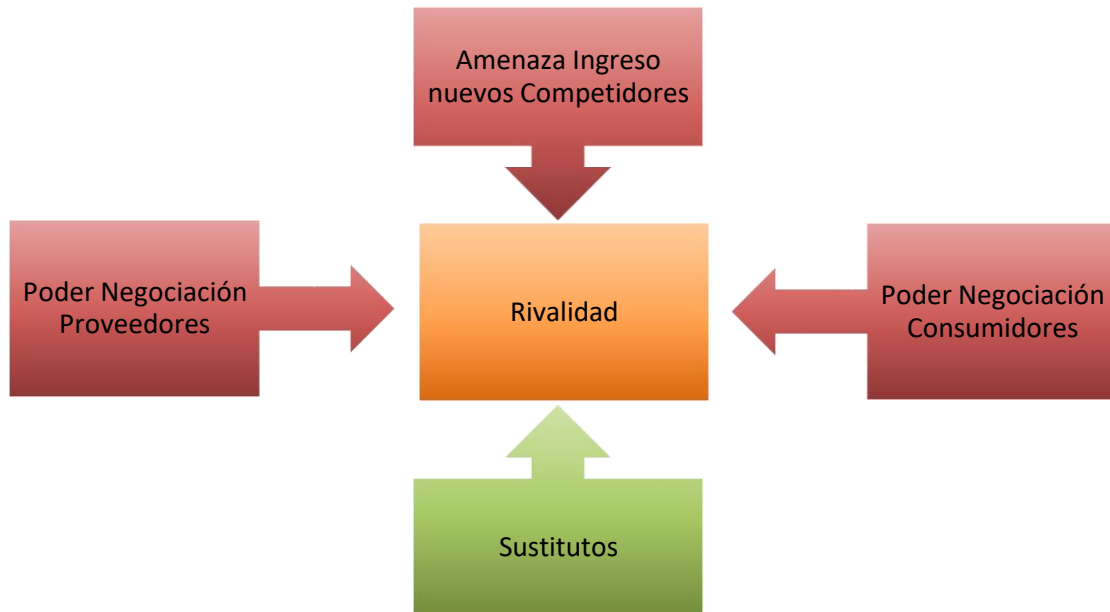 Amenaza Ingreso
nuevos Competidores
Poder Negociación
Proveedores
Rivalidad
Poder Negociación
Consumidores
Sustitutos